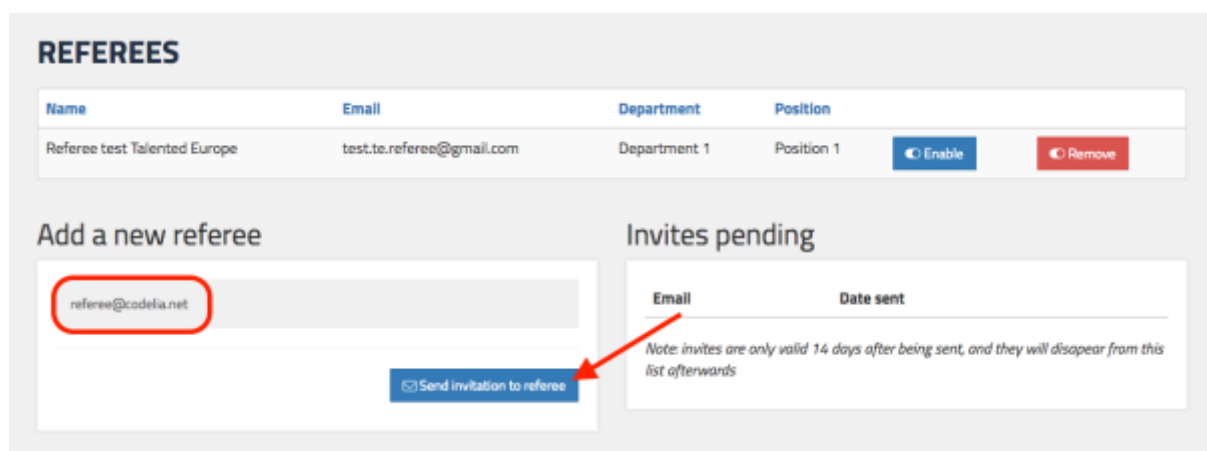 REFEREES
Name Email Department Position
Referee test Talented Europe test.te.referee@gmail.com Department 1 Position 1 Enable Remove
Add a new referee
referee@codelia.net
Send invitation to referee
Invites pending
Email Date sent
Note: invites are only valid 14 days after being sent, and they will disapear from this
list afterwards